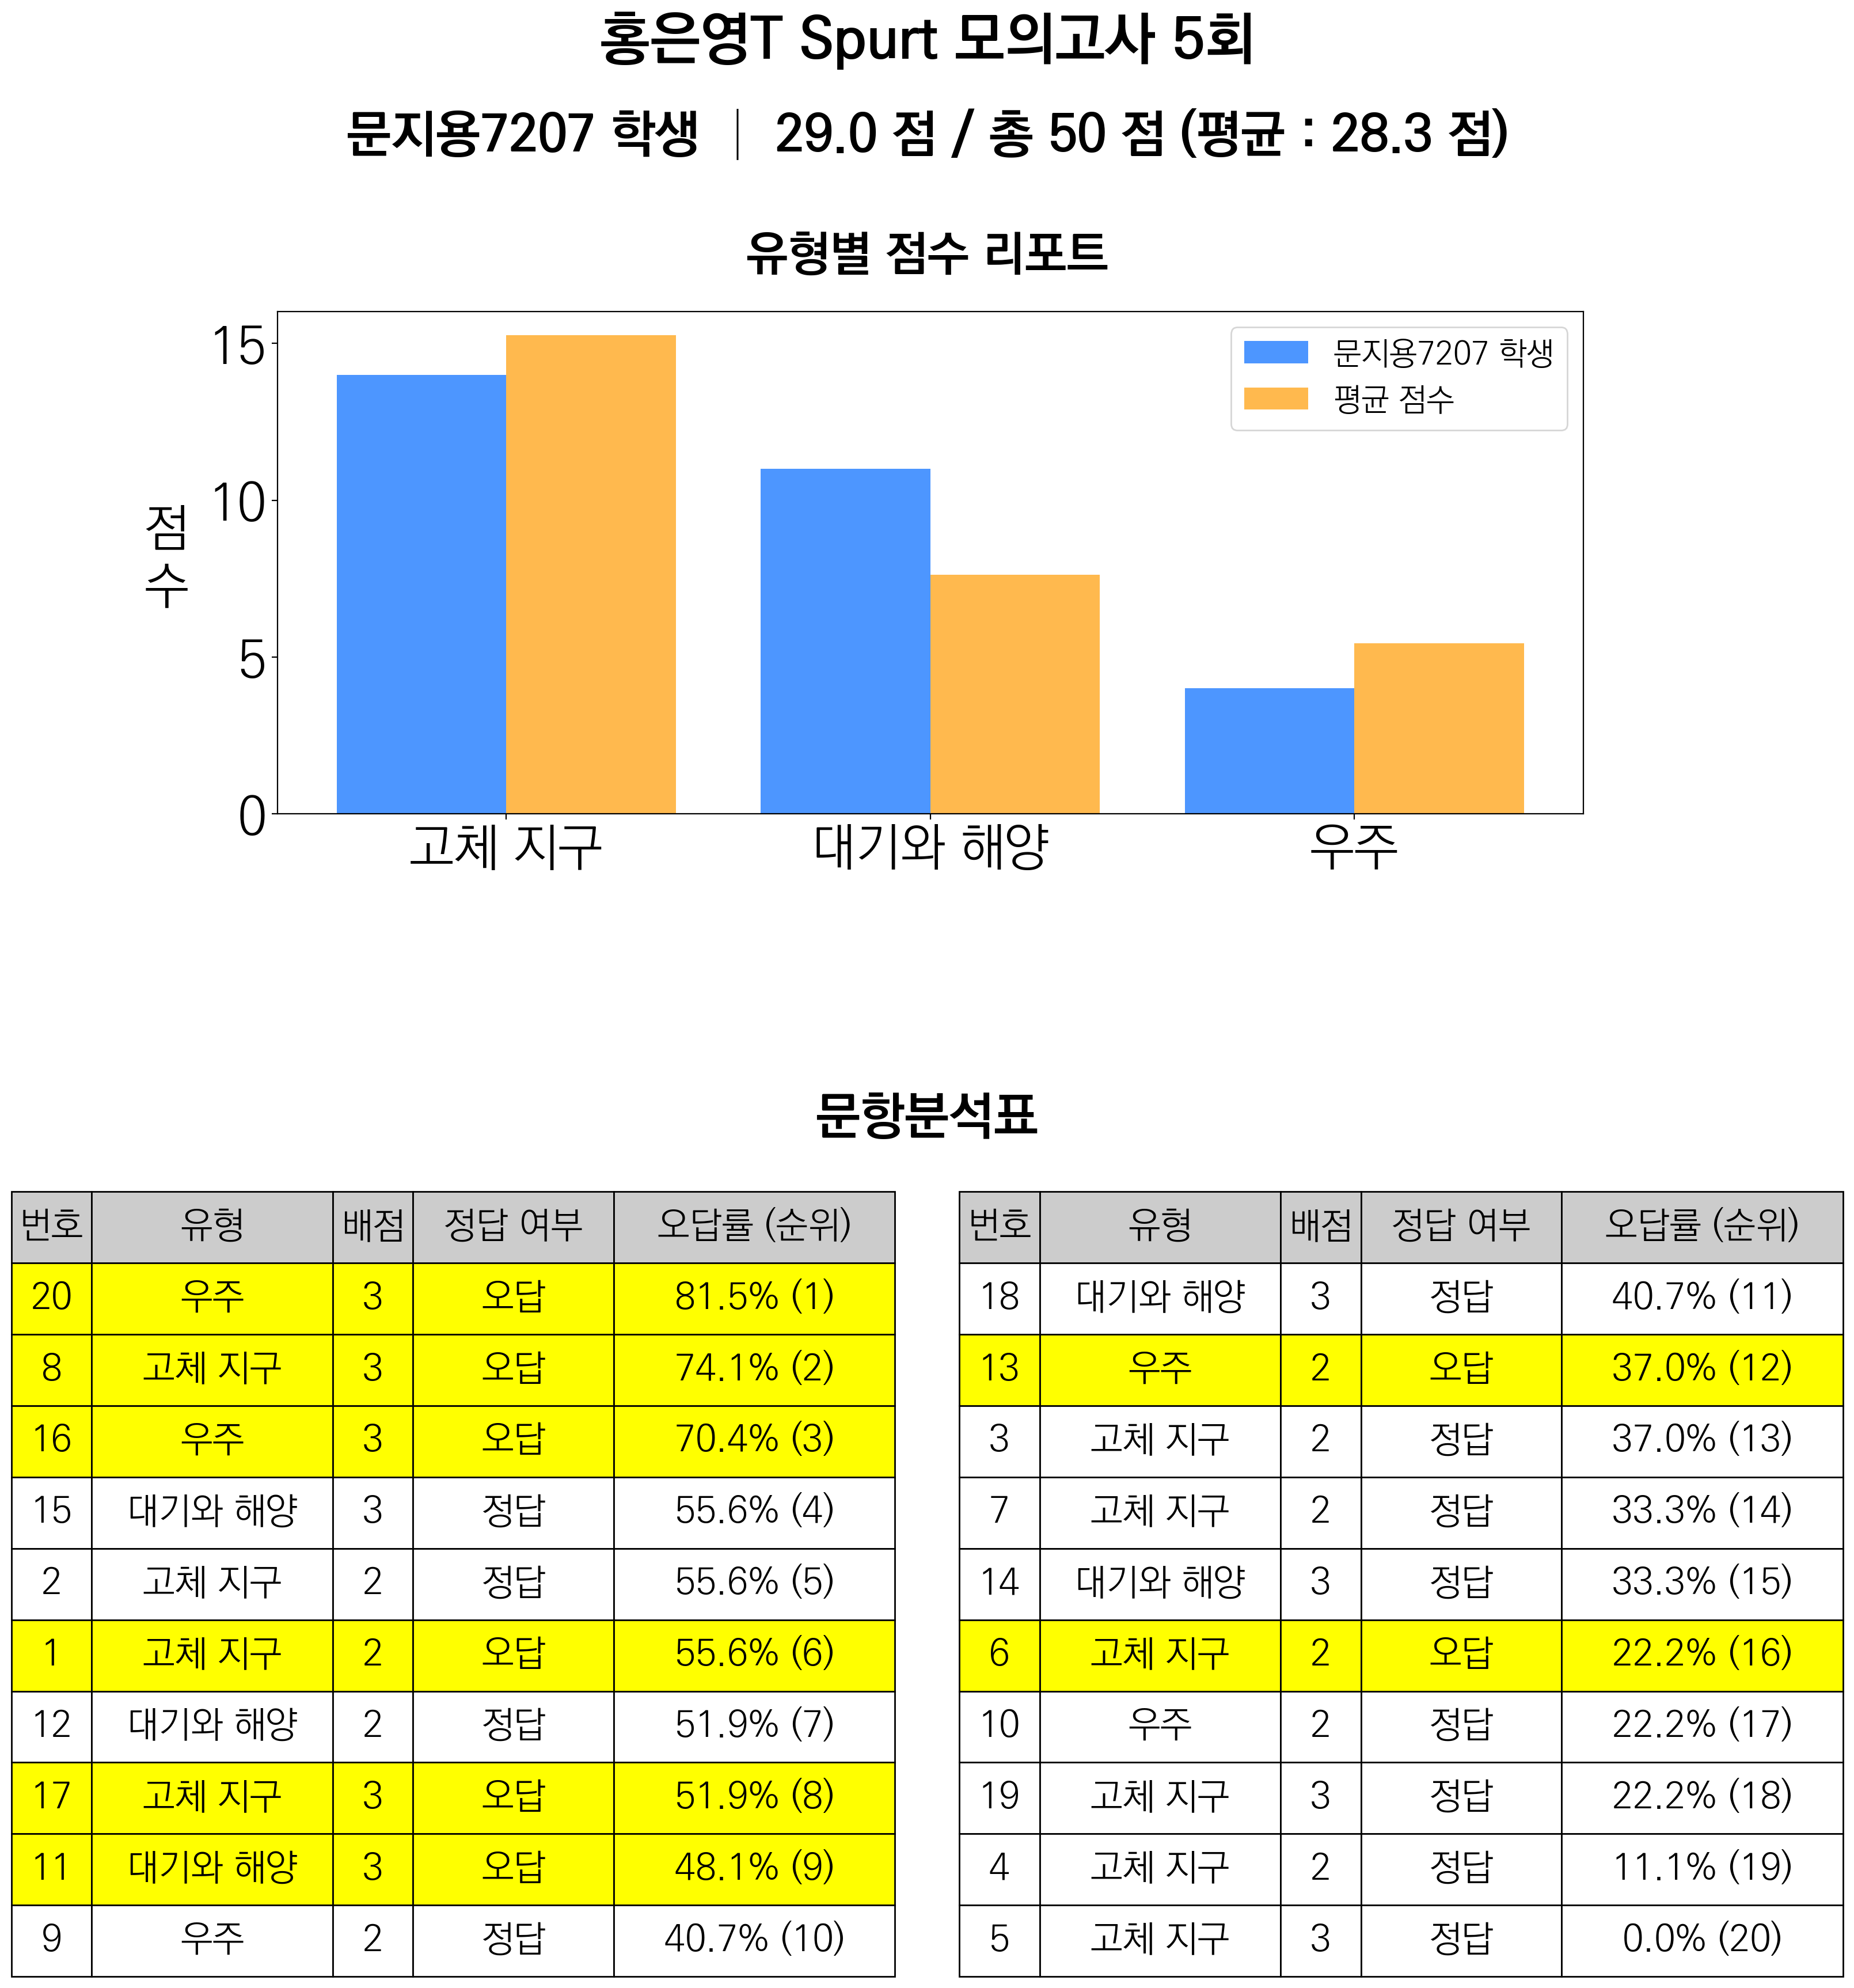 홍은영T Spurt 모의고사 5회
문지용7207 학생 | 29.0 점 / 총 50 점 (평균 : 28.3 점)
유형별 점수 리포트
15
10
5
0
점
수
문지용7207 학생
평균 점수
고체 지구 대기와 해양 우주
문항분석표
번호 유형 배점 정답 여부 오답률 (순위)
20 우주 3 오답 81.5% (1)
8 고체 지구 3 오답 74.1% (2)
16 우주 3 오답 70.4% (3)
15 대기와 해양 3 정답 55.6% (4)
2 고체 지구 2 정답 55.6% (5)
1 고체 지구 2 오답 55.6% (6)
12 대기와 해양 2 정답 51.9% (7)
17 고체 지구 3 오답 51.9% (8)
11 대기와 해양 3 오답 48.1% (9)
9 우주 2 정답 40.7% (10)
번호 유형 배점 정답 여부 오답률 (순위)
18 대기와 해양 3 정답 40.7% (11)
13 우주 2 오답 37.0% (12)
3 고체 지구 2 정답 37.0% (13)
7 고체 지구 2 정답 33.3% (14)
14 대기와 해양 3 정답 33.3% (15)
6 고체 지구 2 오답 22.2% (16)
10 우주 2 정답 22.2% (17)
19 고체 지구 3 정답 22.2% (18)
4 고체 지구 2 정답 11.1% (19)
5 고체 지구 3 정답 0.0% (20)